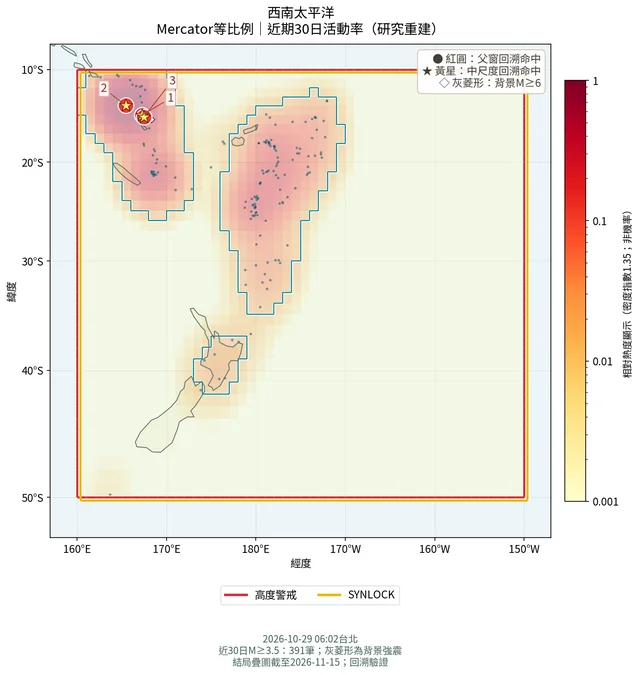 西南太平洋
Mercator等比例｜近期30日活動率（研究重建）
● 紅圓：父窗回溯命中
★ 黃星：中尺度回溯命中
◇ 灰菱形：背景M≥6
2
3
1
10°S
20°S
30°S
40°S
50°S
緯度
160°E
170°E
180°E
170°W
160°W
150°W
經度
1
0.1
0.01
0.001
相對熱度顯示（密度指數1.35；非機率）
高度警戒
SYNLOCK
2026-10-29 06:02台北
近30日M≥3.5：391筆；灰菱形為背景強震
結局疊圖截至2026-11-15；回溯驗證